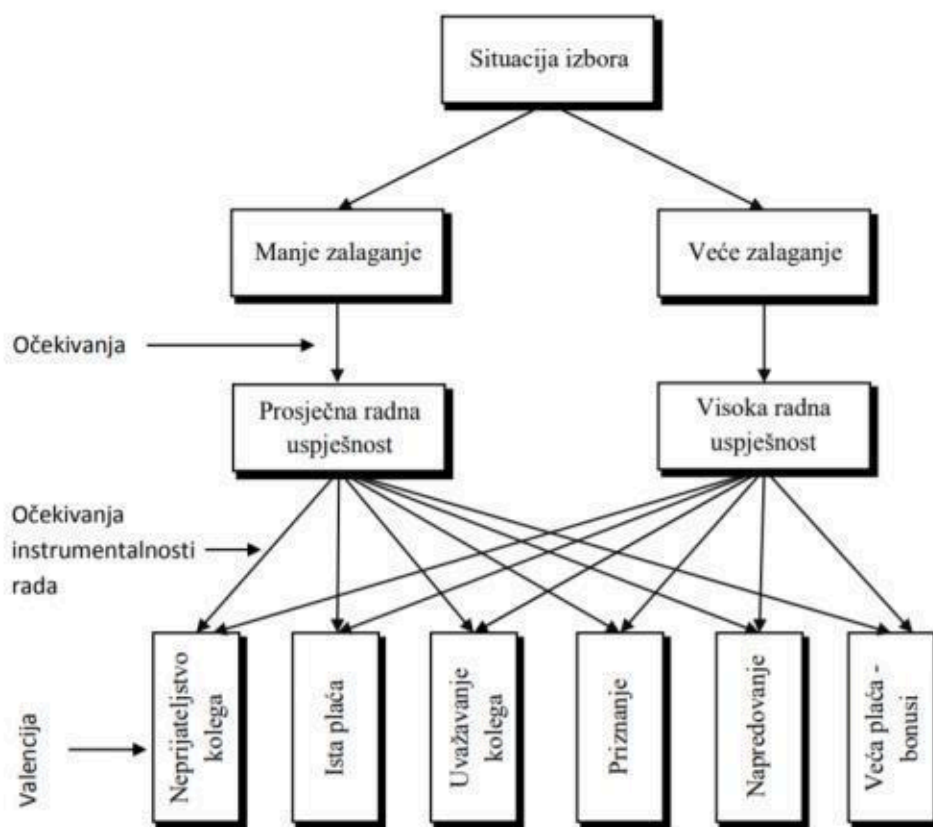 Situacija izbora
Manje zalaganje
Veće zalaganje
Očekivanja
Prosječna radna
uspješnost
Visoka radna
uspješnost
Očekivanja
instrumentalnosti
rada
Valencija
Neprijateljstvo
kolega
Ista plaća
Uvažavanje
kolega
Priznanje
Napredovanje
Veća plaća -
bonusi